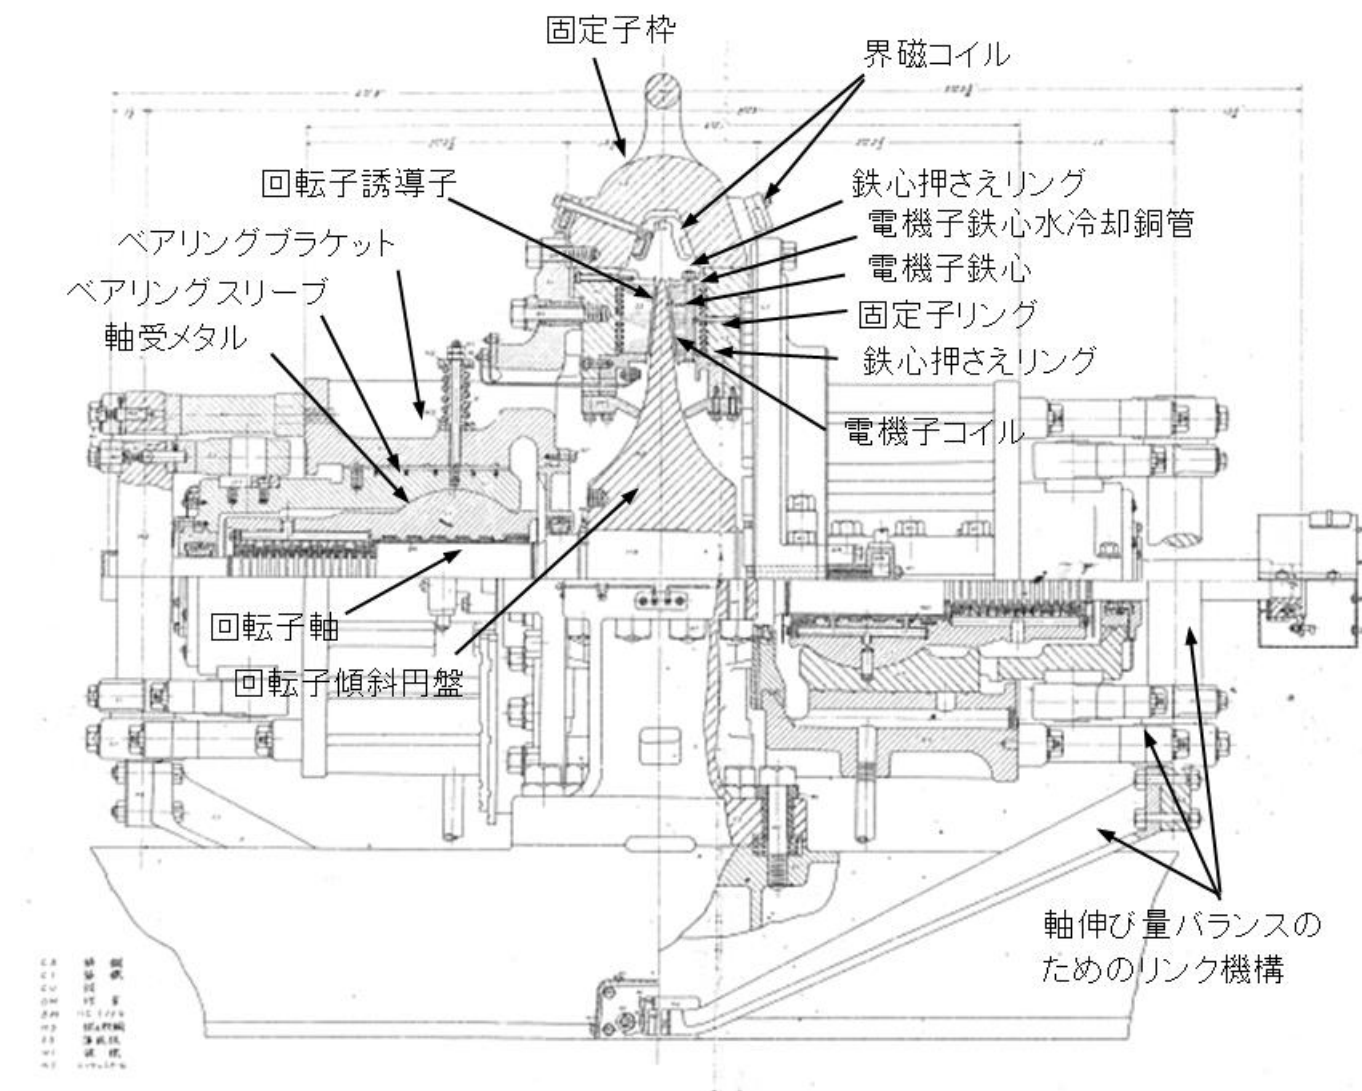 固定子枠
界磁コイル
回転子誘導子
鉄心押さえリング
電機子鉄心水冷却銅管
ベアリングブラケット
電機子鉄心
ベアリングスリーブ
固定子リング
軸受メタル
鉄心押さえリング
電機子コイル
回転子軸
回転子傾斜円盤
軸伸び量バランスの
ためのリンク機構